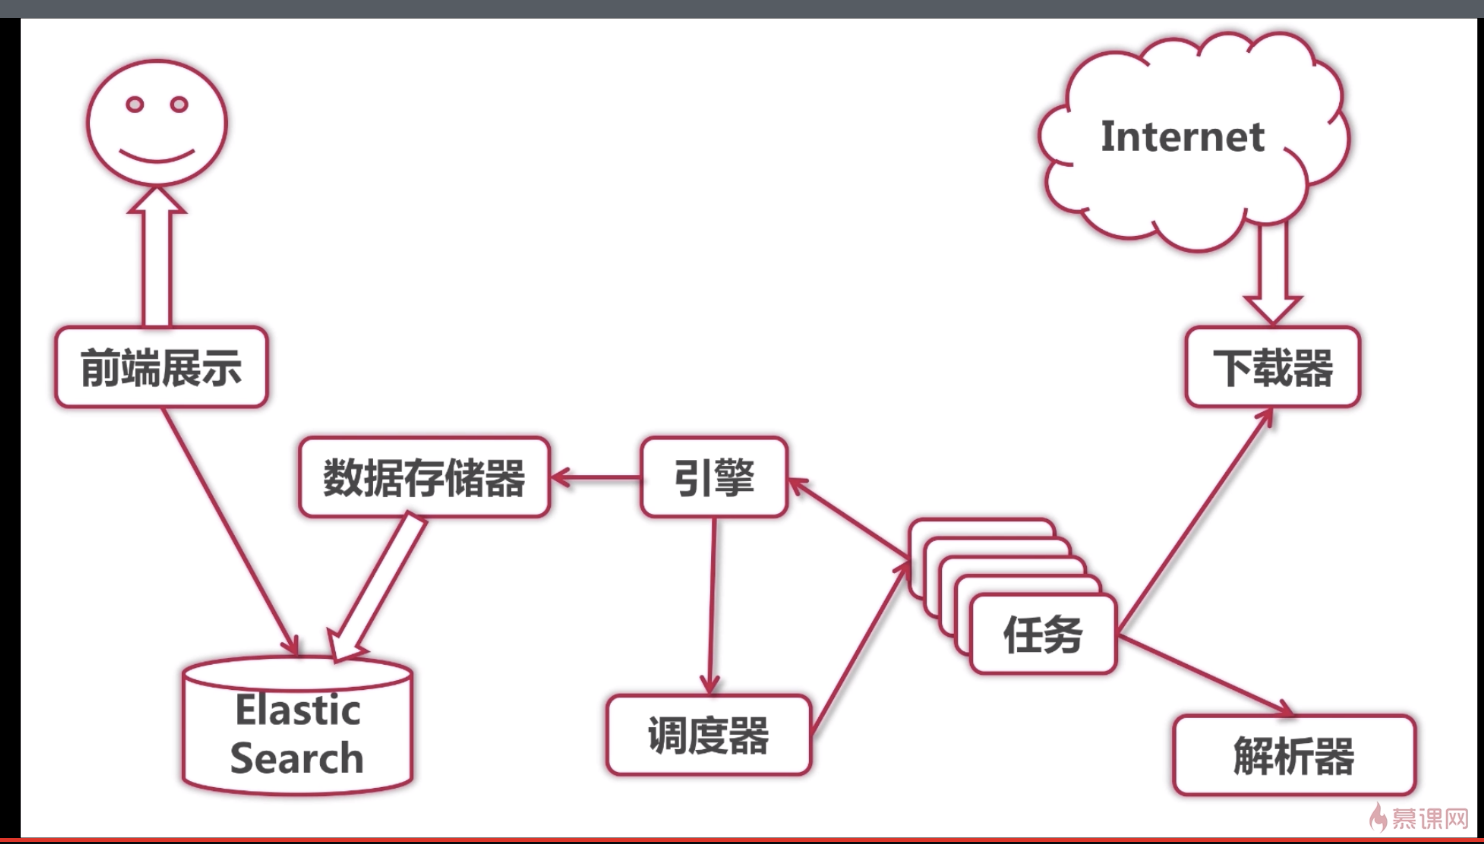 Internet
前端展示
下载器
数据存储器
引擎
任务
Elastic
Search
调度器
解析器
慕课网